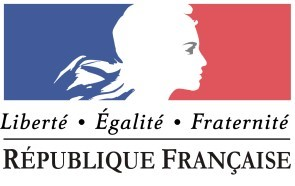 Liberté • Égalité • Fraternité
RÉPUBLIQUE FRANÇAISE